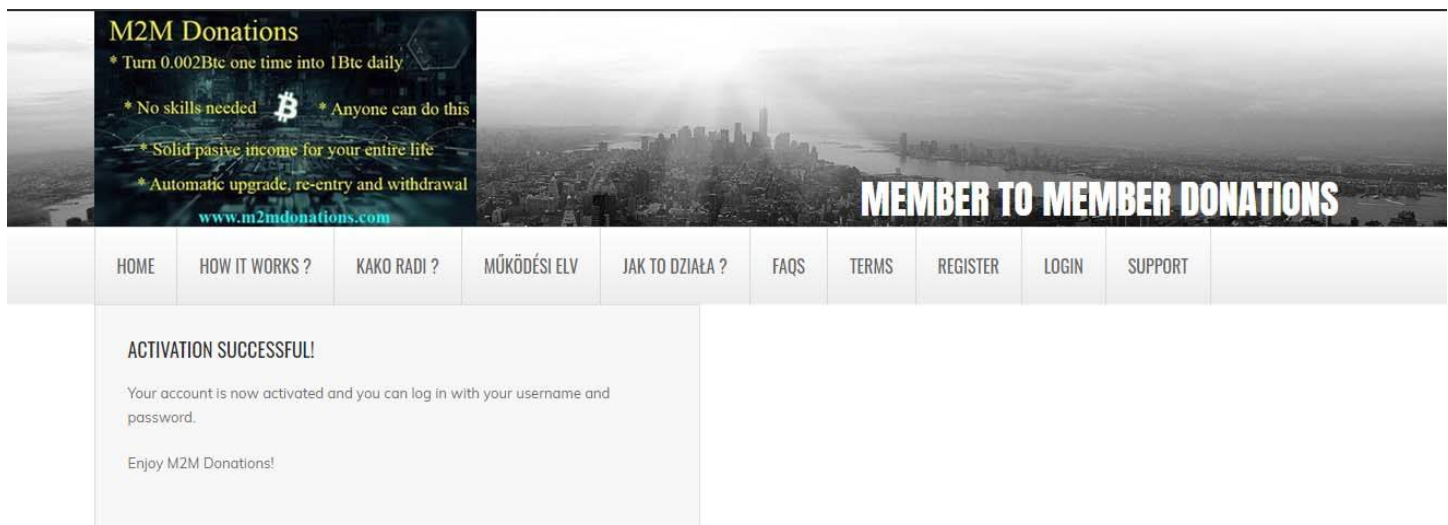 M2M Donations
* Turn 0.002Btc one time into 1Btc daily
* No skills needed * Anyone can do this
* Solid pasive income for your entire life
* Automatic upgrade, re-entry and withdrawal
www.m2mdonations.com
MEMBER TO MEMBER DONATIONS
HOME HOW IT WORKS ? KAKO RADI ? MŰKÖDÉSI ELV JAK TO DZIAŁA ? FAQS TERMS REGISTER LOGIN SUPPORT
ACTIVATION SUCCESSFUL!
Your account is now activated and you can log in with your username and
password.
Enjoy M2M Donations!